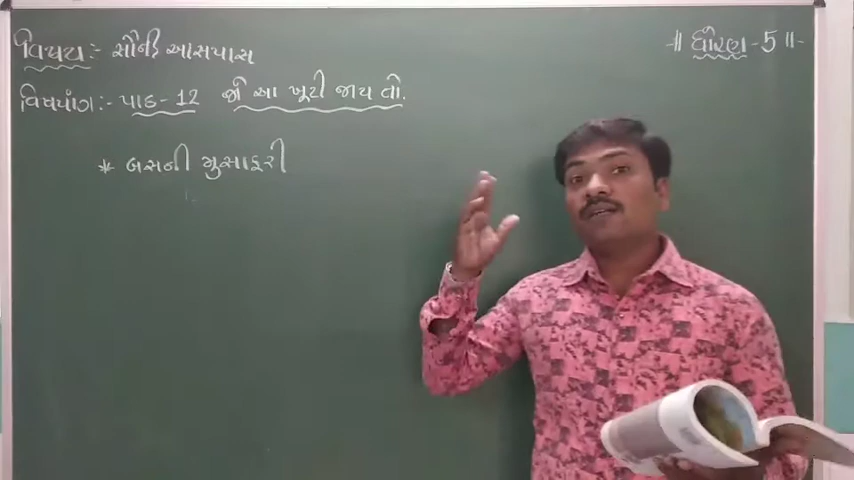 વિષય :- સૌની આસપાસ
॥ ધોરણ - 5 ॥
વિષયાંગ :- પાઠ - 12 જો આ ખૂટી જાય તો.
* બસની મુસાફરી